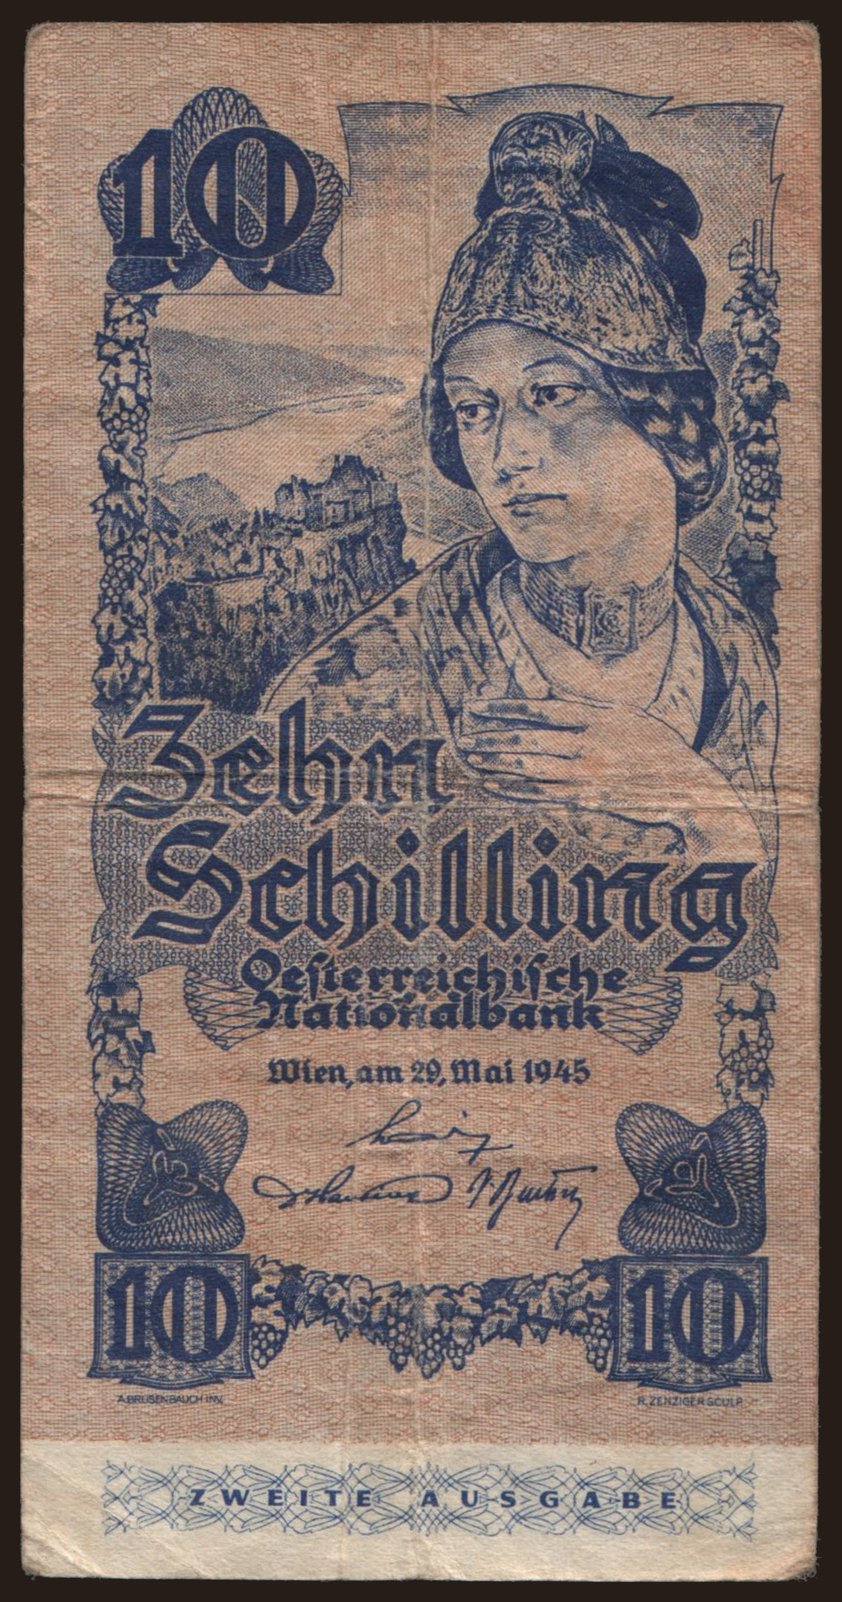 10
Zehn
Schilling
Oesterreichische
Nationalbank
Wien, am 29. Mai 1945
10 10
A. BRUSENBAUCH INV. R. ZENZIGER SCULP.
ZWEITE AUSGABE